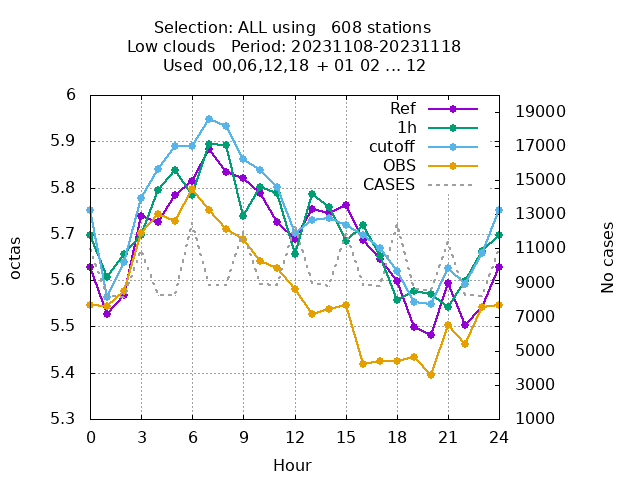 Selection: ALL using   608 stations
Low clouds   Period: 20231108-20231118
Used  00,06,12,18 + 01 02 ... 12
Ref
1h
cutoff
OBS
CASES
6
5.9
5.8
5.7
5.6
5.5
5.4
5.3
19000
17000
15000
13000
11000
9000
7000
5000
3000
1000
octas
No cases
0 3 6 9 12 15 18 21 24
Hour